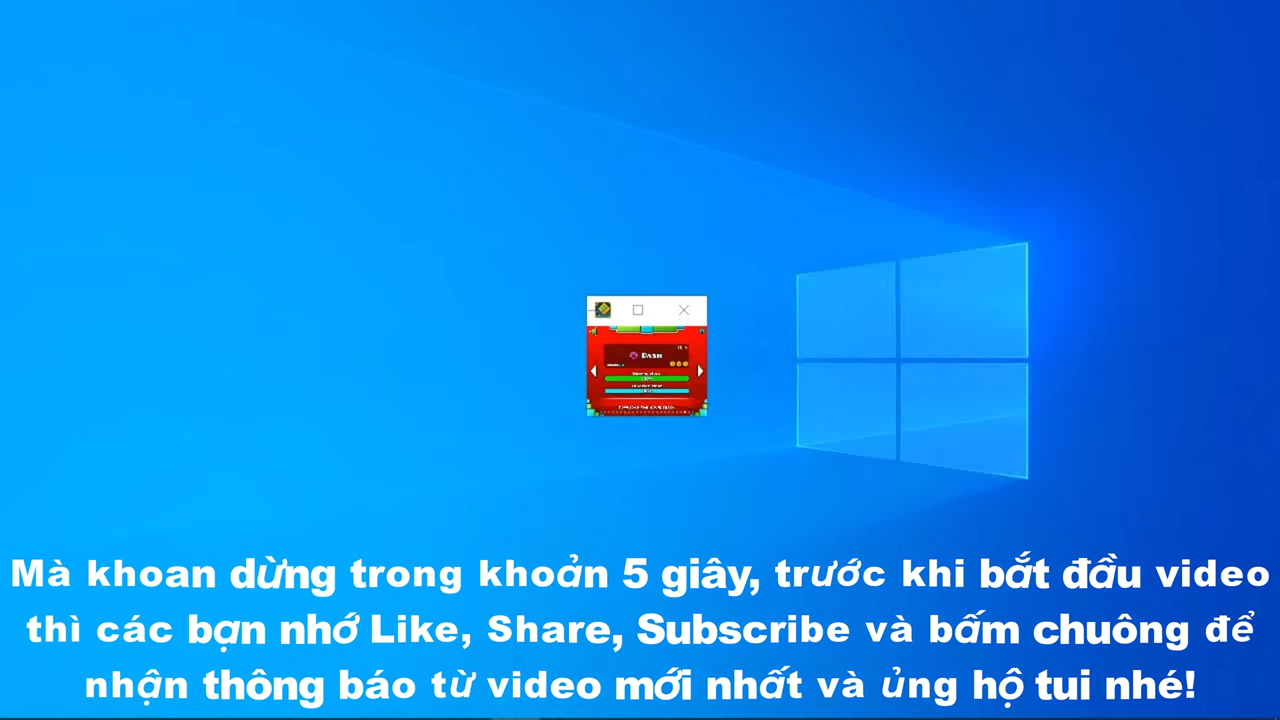 Dash
Mà khoan dừng trong khoản 5 giây, trước khi bắt đầu video
thì các bạn nhớ Like, Share, Subscribe và bấm chuông để
nhận thông báo từ video mới nhất và ủng hộ tui nhé!